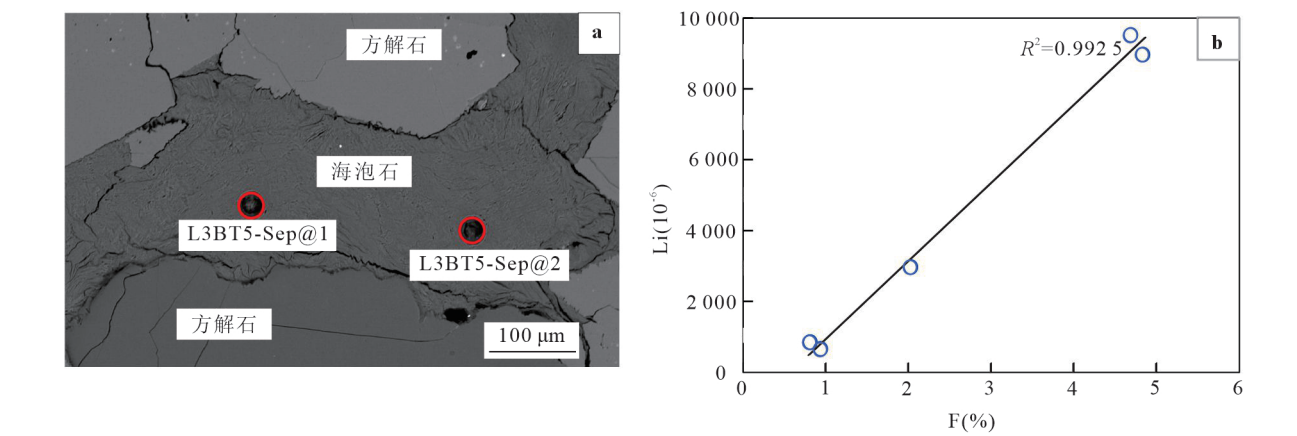 a
方解石
海泡石
L3BT5-Sep@1
L3BT5-Sep@2
方解石
100 μm
b
R²=0.992 5
10 000
8 000
6 000
4 000
2 000
0
Li(10⁻⁶)
0 1 2 3 4 5 6
F(%)